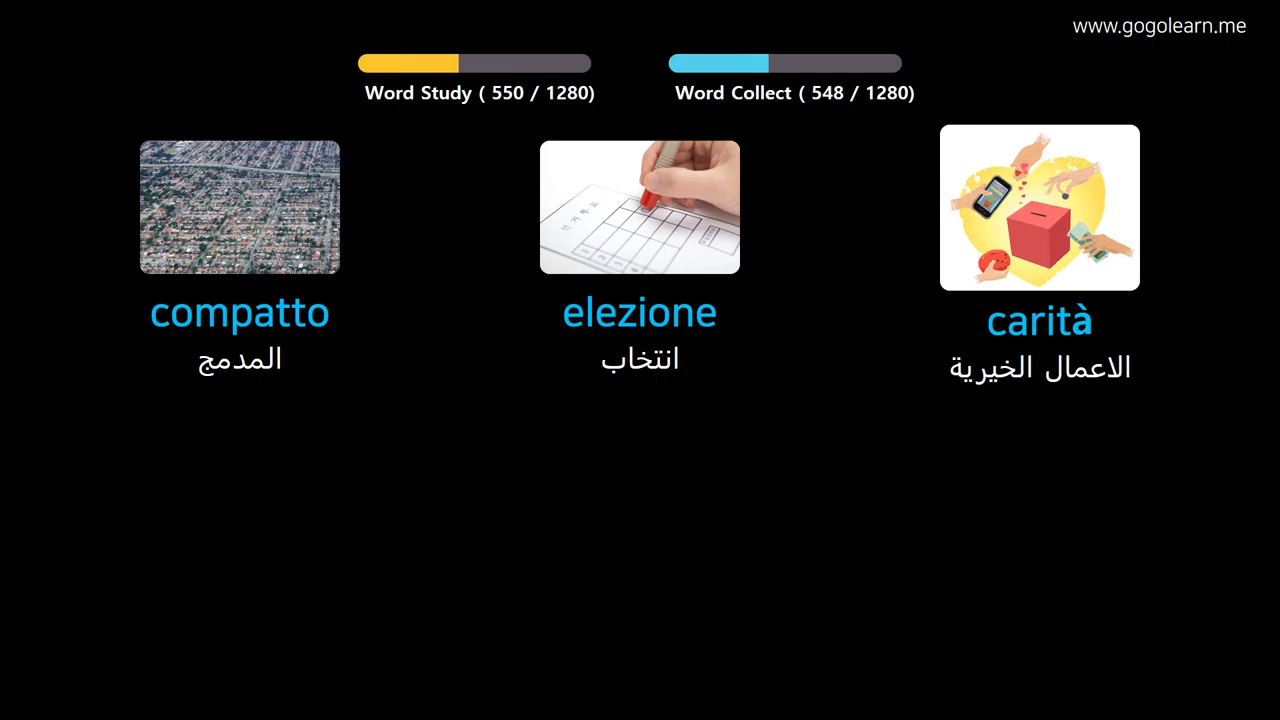 www.gogolearn.me
Word Study ( 550 / 1280)
Word Collect ( 548 / 1280)
compatto
المدمج
elezione
انتخاب
carità
الاعمال الخيرية